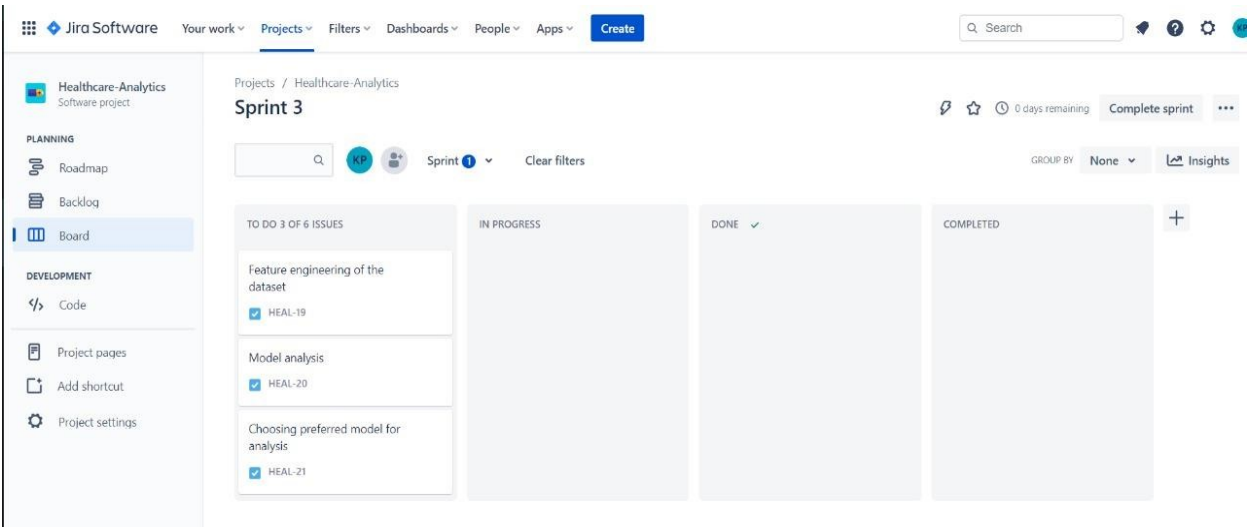 Jira Software Your work Projects Filters Dashboards People Apps Create Search KP
Healthcare-Analytics
Software project
PLANNING
Roadmap
Backlog
Board
DEVELOPMENT
Code
Project pages
Add shortcut
Project settings
Projects / Healthcare-Analytics
Sprint 3
0 days remaining Complete sprint
KP Sprint 1 Clear filters
GROUP BY None Insights
TO DO 3 OF 6 ISSUES
Feature engineering of the
dataset
HEAL-19
Model analysis
HEAL-20
Choosing preferred model for
analysis
HEAL-21
IN PROGRESS
DONE
COMPLETED